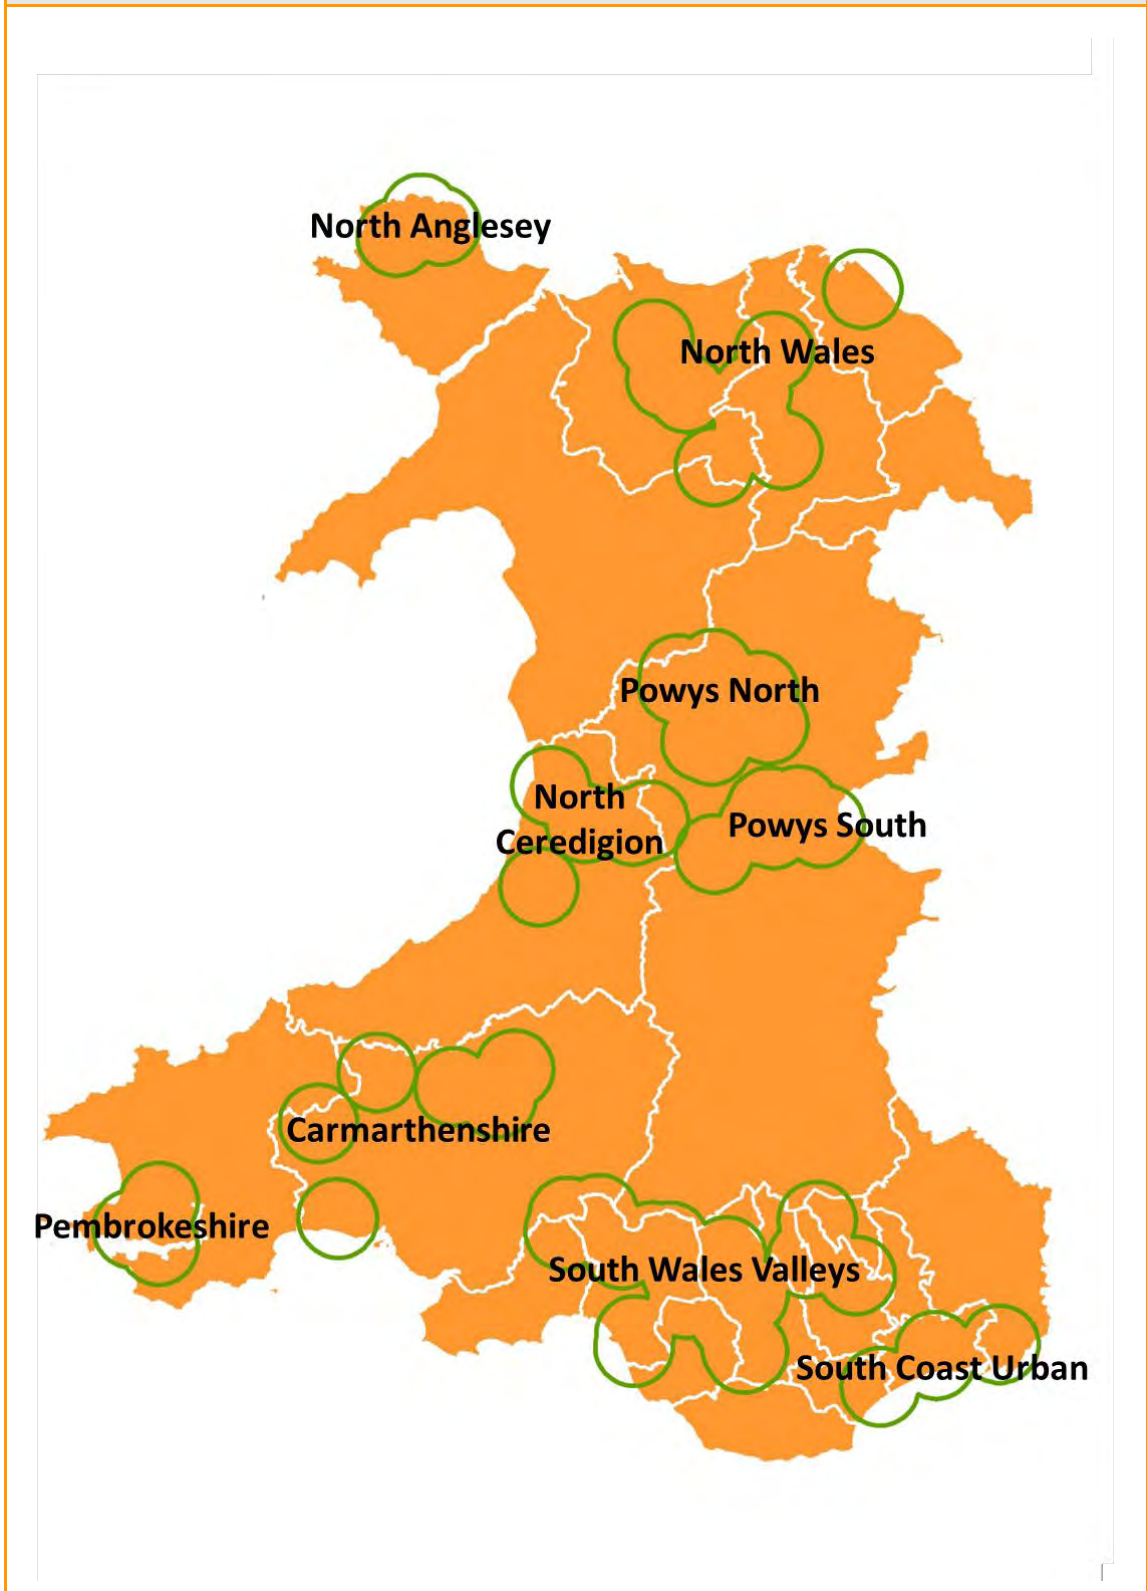 North Anglesey
North Wales
Powys North
North
Ceredigion
Powys South
Carmarthenshire
Pembrokeshire
South Wales Valleys
South Coast Urban